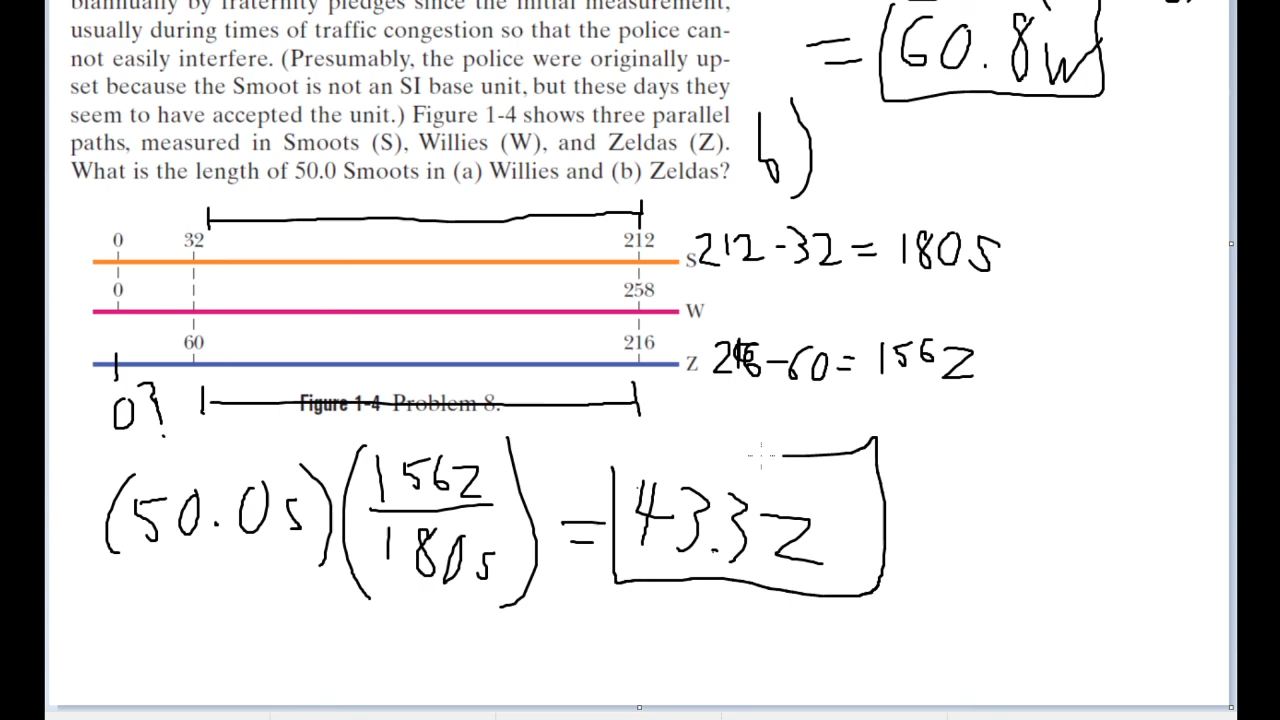 biannually by fraternity pledges since the initial measurement,
usually during times of traffic congestion so that the police can-
not easily interfere. (Presumably, the police were originally up-
set because the Smoot is not an SI base unit, but these days they
seem to have accepted the unit.) Figure 1-4 shows three parallel
paths, measured in Smoots (S), Willies (W), and Zeldas (Z).
What is the length of 50.0 Smoots in (a) Willies and (b) Zeldas?
= 60.8 W
b)
0 32 212
S 212 - 32 = 180 S
0 258
W
60 216
Z 216 - 60 = 156 Z
0?
Figure 1-4 Problem 8.
(50.0 s) (156 Z / 180 s) = 43.3 Z